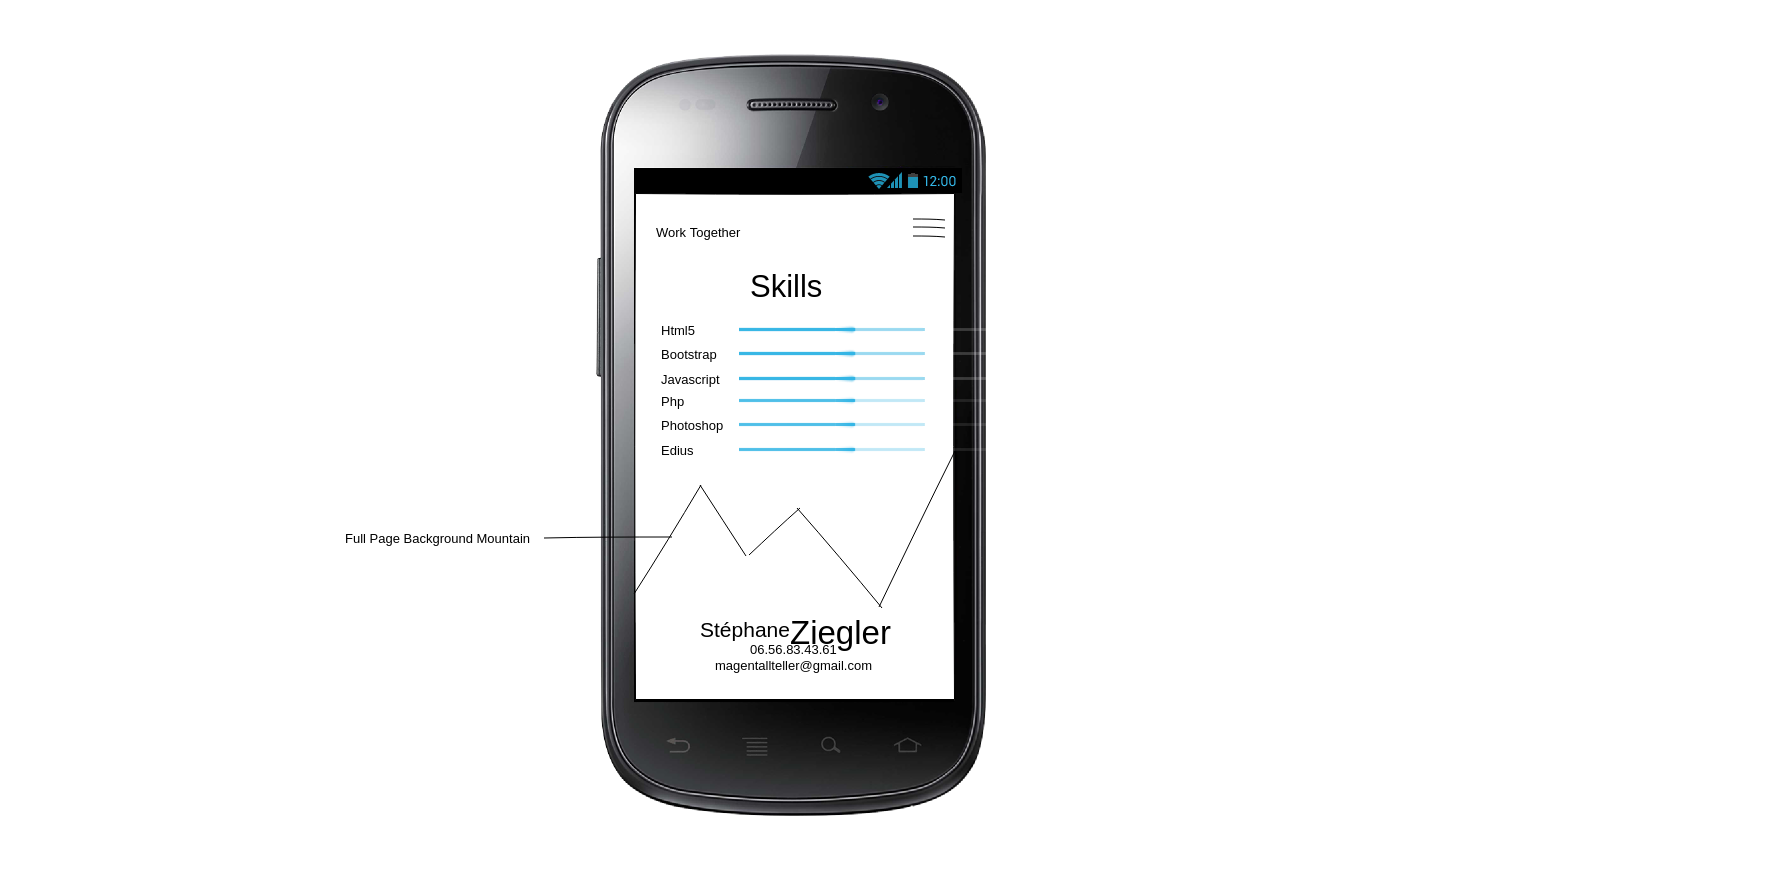 12:00
Work Together
Skills
Html5
Bootstrap
Javascript
Php
Photoshop
Edius
Full Page Background Mountain
StéphaneZiegler
06.56.83.43.61
magentallteller@gmail.com